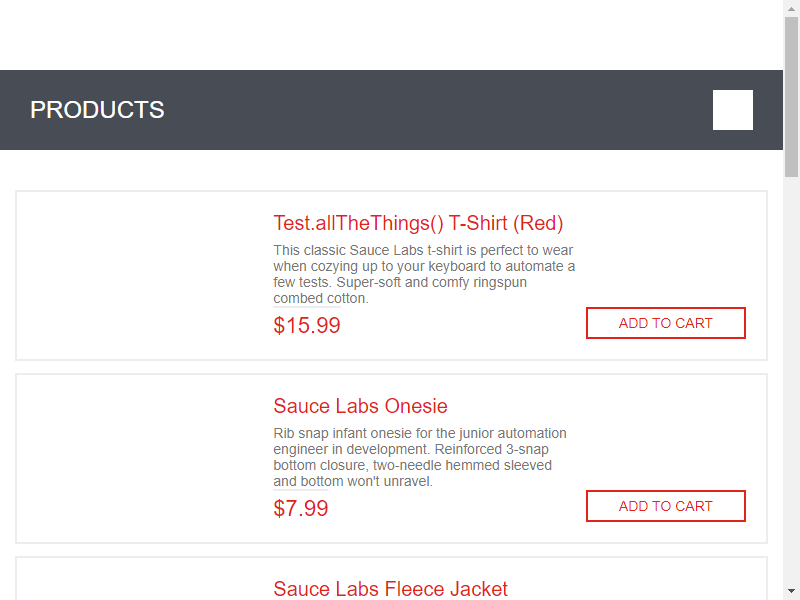 PRODUCTS
Test.allTheThings() T-Shirt (Red)
This classic Sauce Labs t-shirt is perfect to wear
when cozying up to your keyboard to automate a
few tests. Super-soft and comfy ringspun
combed cotton.
$15.99
ADD TO CART
Sauce Labs Onesie
Rib snap infant onesie for the junior automation
engineer in development. Reinforced 3-snap
bottom closure, two-needle hemmed sleeved
and bottom won't unravel.
$7.99
ADD TO CART
Sauce Labs Fleece Jacket